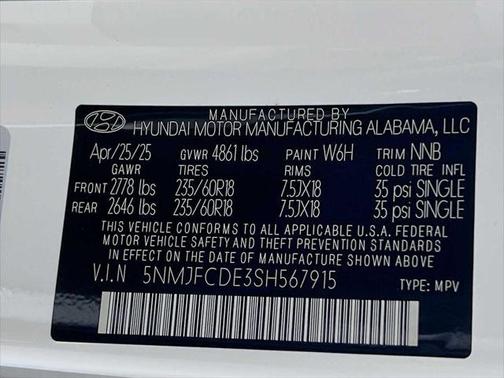 MANUFACTURED BY
HYUNDAI MOTOR MANUFACTURING ALABAMA, LLC
Apr/25/25 GVWR 4861 lbs PAINT W6H TRIM NNB
GAWR TIRES RIMS COLD TIRE INFL
FRONT 2778 lbs 235/60R18 7.5JX18 35 psi SINGLE
REAR 2646 lbs 235/60R18 7.5JX18 35 psi SINGLE
THIS VEHICLE CONFORMS TO ALL APPLICABLE U.S.A. FEDERAL
MOTOR VEHICLE SAFETY AND THEFT PREVENTION STANDARDS
IN EFFECT ON THE DATE OF MANUFACTURE SHOWN ABOVE.
V.I.N 5NMJFCDE3SH567915
TYPE: MPV